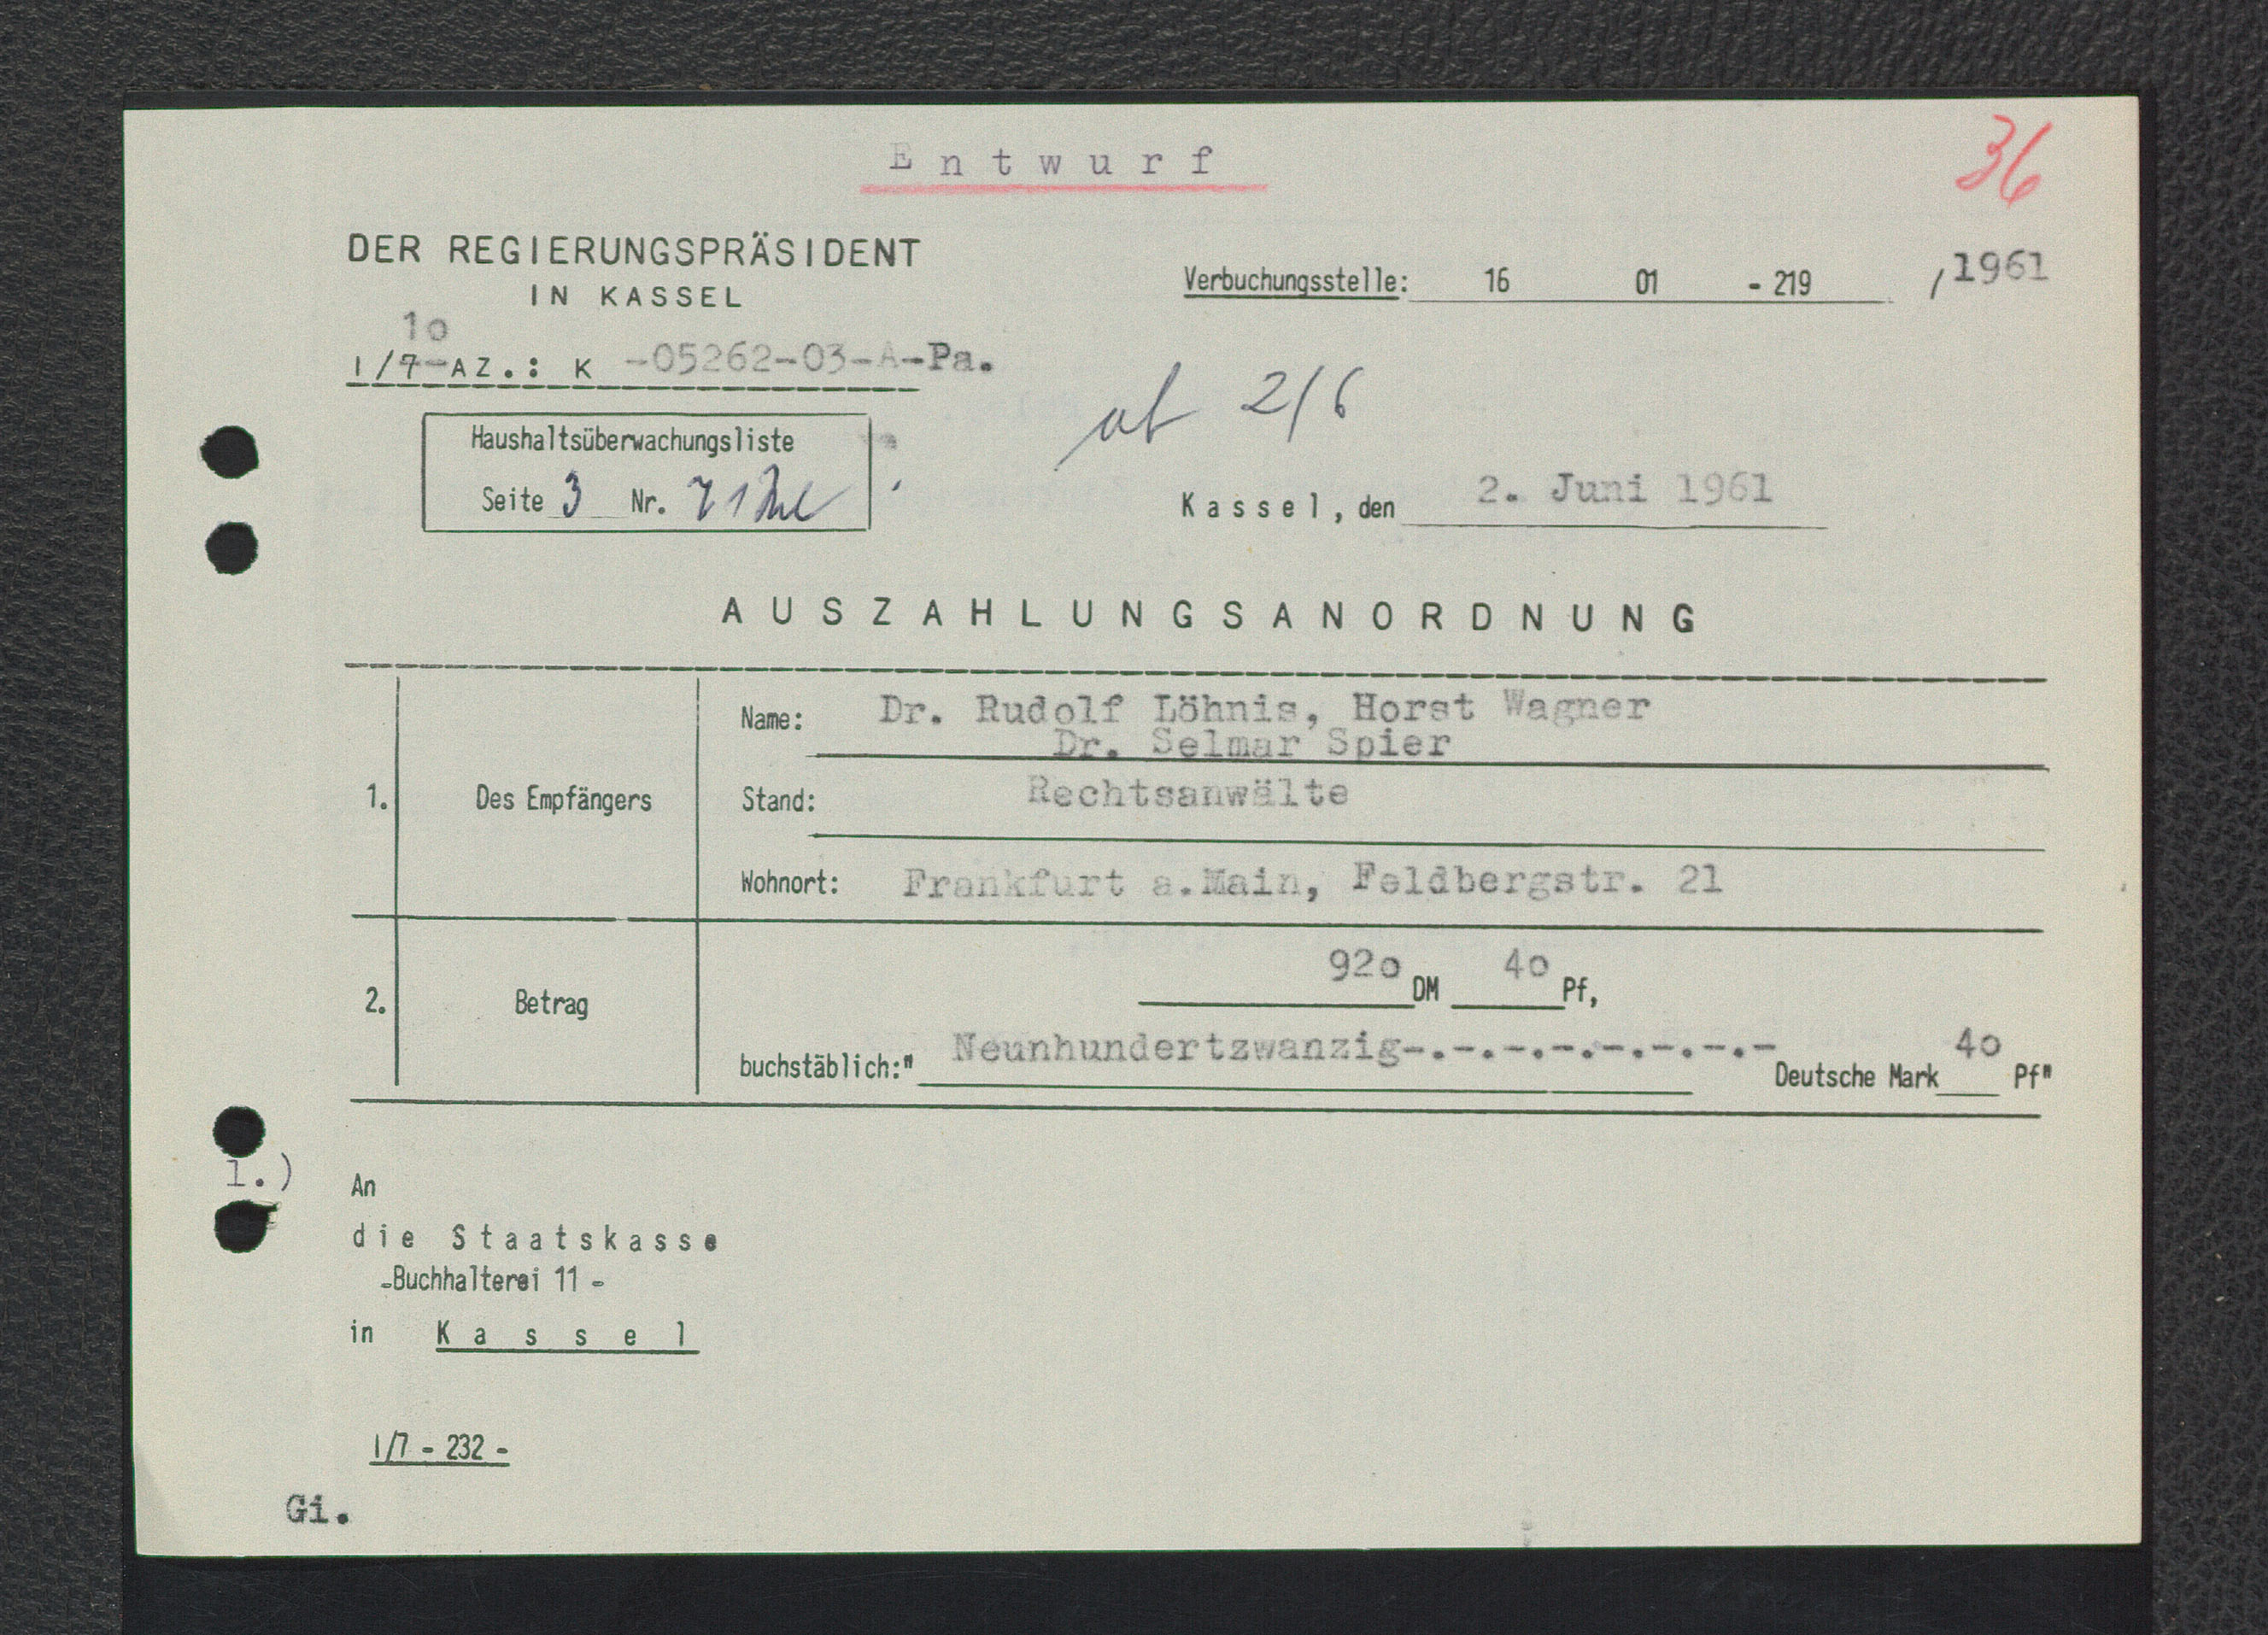 Entwurf
36
DER REGIERUNGSPRÄSIDENT
IN KASSEL
Verbuchungsstelle: 16 01 - 219 /1961
1o
I/7-AZ.: K -05262-03-A-Pa.
ab 2/6
Haushaltsüberwachungsliste
Seite 3 Nr. 71
Kassel, den 2. Juni 1961
AUSZAHLUNGSANORDNUNG
Name: Dr. Rudolf Löhnis, Horst Wagner
Dr. Selmar Spier
1. Des Empfängers Stand: Rechtsanwälte
Wohnort: Frankfurt a.Main, Feldbergstr. 21
2. Betrag 92o DM 4o Pf,
buchstäblich:" Neunhundertzwanzig-.-.-.-.-.-.-.- Deutsche Mark 4o Pf"
1.) An
die Staatskasse
-Buchhalterei 11 -
in Kassel
I/7 - 232 -
Gi.